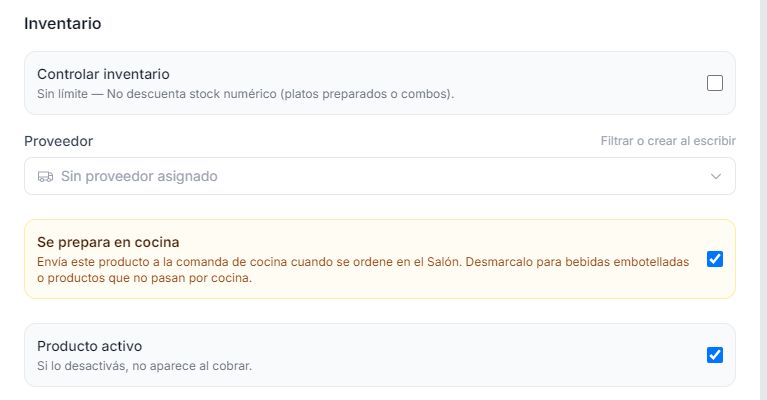 Inventario
Controlar inventario
Sin límite — No descuenta stock numérico (platos preparados o combos).
Proveedor
Filtrar o crear al escribir
Sin proveedor asignado
Se prepara en cocina
Envía este producto a la comanda de cocina cuando se ordene en el Salón. Desmarcalo para bebidas embotelladas
o productos que no pasan por cocina.
Producto activo
Si lo desactivás, no aparece al cobrar.